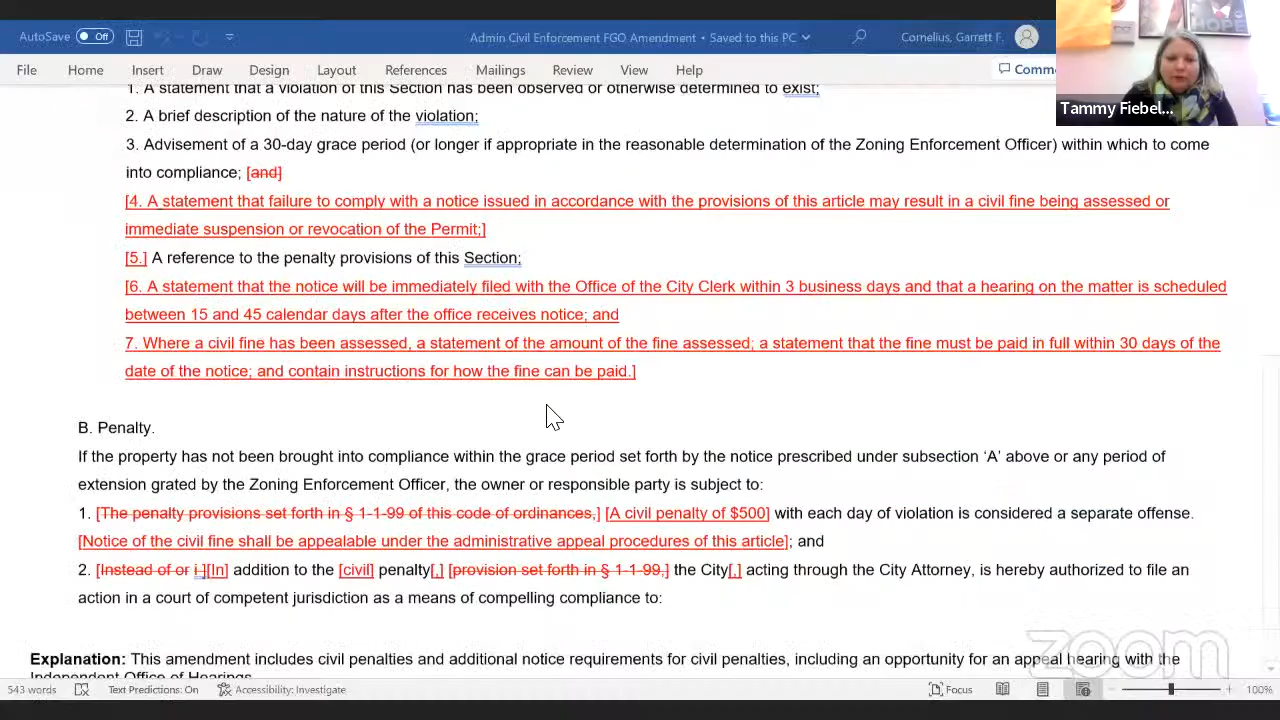 AutoSave Off Admin Civil Enforcement FGO Amendment • Saved to this PC Cornelius, Garrett F.
HOPE
File Home Insert Draw Design Layout References Mailings Review View Help Comme
Tammy Fiebel...
1. A statement that a violation of this Section has been observed or otherwise determined to exist;
2. A brief description of the nature of the violation;
3. Advisement of a 30-day grace period (or longer if appropriate in the reasonable determination of the Zoning Enforcement Officer) within which to come
into compliance; [and]
[4. A statement that failure to comply with a notice issued in accordance with the provisions of this article may result in a civil fine being assessed or
immediate suspension or revocation of the Permit;]
[5.] A reference to the penalty provisions of this Section;
[6. A statement that the notice will be immediately filed with the Office of the City Clerk within 3 business days and that a hearing on the matter is scheduled
between 15 and 45 calendar days after the office receives notice; and
7. Where a civil fine has been assessed, a statement of the amount of the fine assessed; a statement that the fine must be paid in full within 30 days of the
date of the notice; and contain instructions for how the fine can be paid.]
B. Penalty.
If the property has not been brought into compliance within the grace period set forth by the notice prescribed under subsection ‘A’ above or any period of
extension grated by the Zoning Enforcement Officer, the owner or responsible party is subject to:
1. [The penalty provisions set forth in § 1-1-99 of this code of ordinances,] [A civil penalty of $500] with each day of violation is considered a separate offense.
[Notice of the civil fine shall be appealable under the administrative appeal procedures of this article]; and
2. [Instead of or i ][In] addition to the [civil] penalty[,] [provision set forth in § 1-1-99,] the City[,] acting through the City Attorney, is hereby authorized to file an
action in a court of competent jurisdiction as a means of compelling compliance to:
zoom
Explanation: This amendment includes civil penalties and additional notice requirements for civil penalties, including an opportunity for an appeal hearing with the
Independent Office of Hearings
543 words Text Predictions: On Accessibility: Investigate Focus 100%